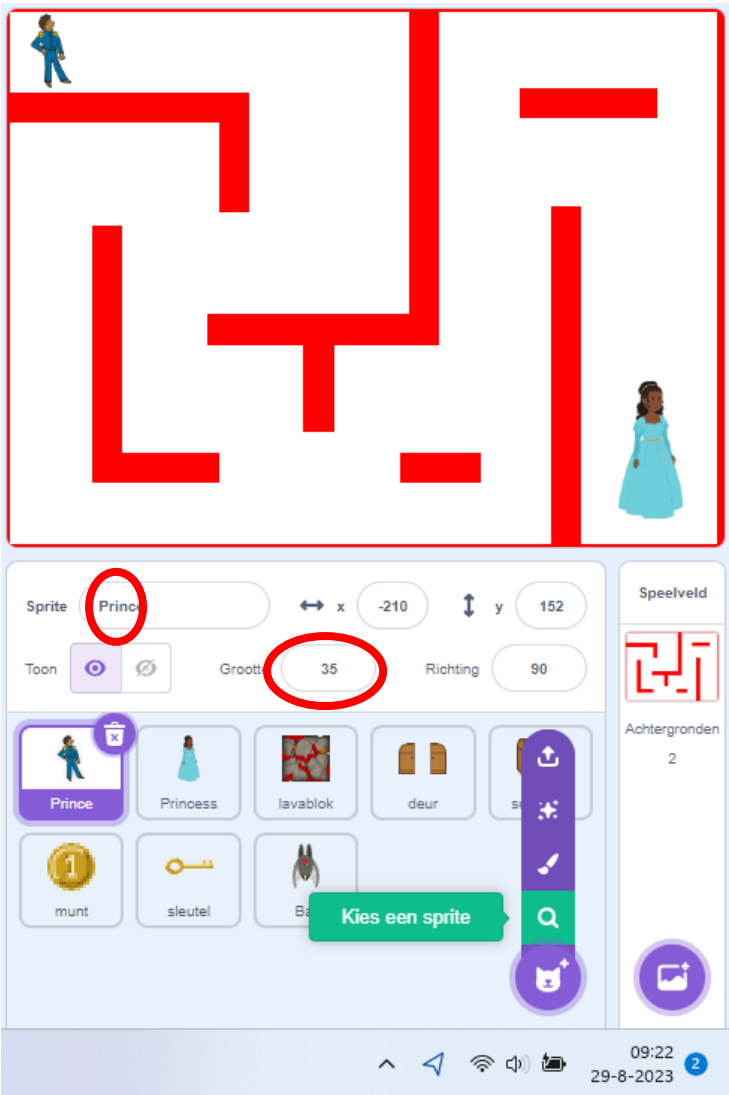 Sprite Prince x -210 y 152
Speelveld
Toon Grootte 35 Richting 90
Achtergronden
2
Prince Princess lavablok deur
1
munt sleutel
Kies een sprite
09:22
29-8-2023
2